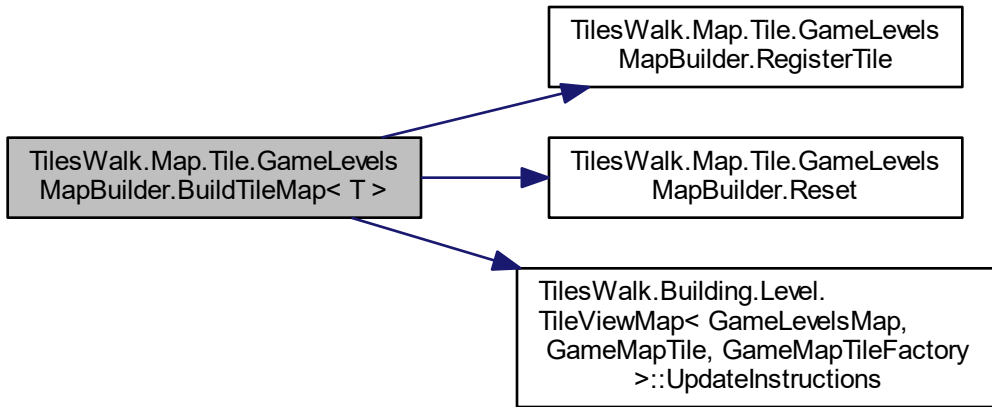 TilesWalk.Map.Tile.GameLevels
MapBuilder.RegisterTile
TilesWalk.Map.Tile.GameLevels
MapBuilder.BuildTileMap< T >
TilesWalk.Map.Tile.GameLevels
MapBuilder.Reset
TilesWalk.Building.Level.
TileViewMap< GameLevelsMap,
GameMapTile, GameMapTileFactory
>::UpdateInstructions